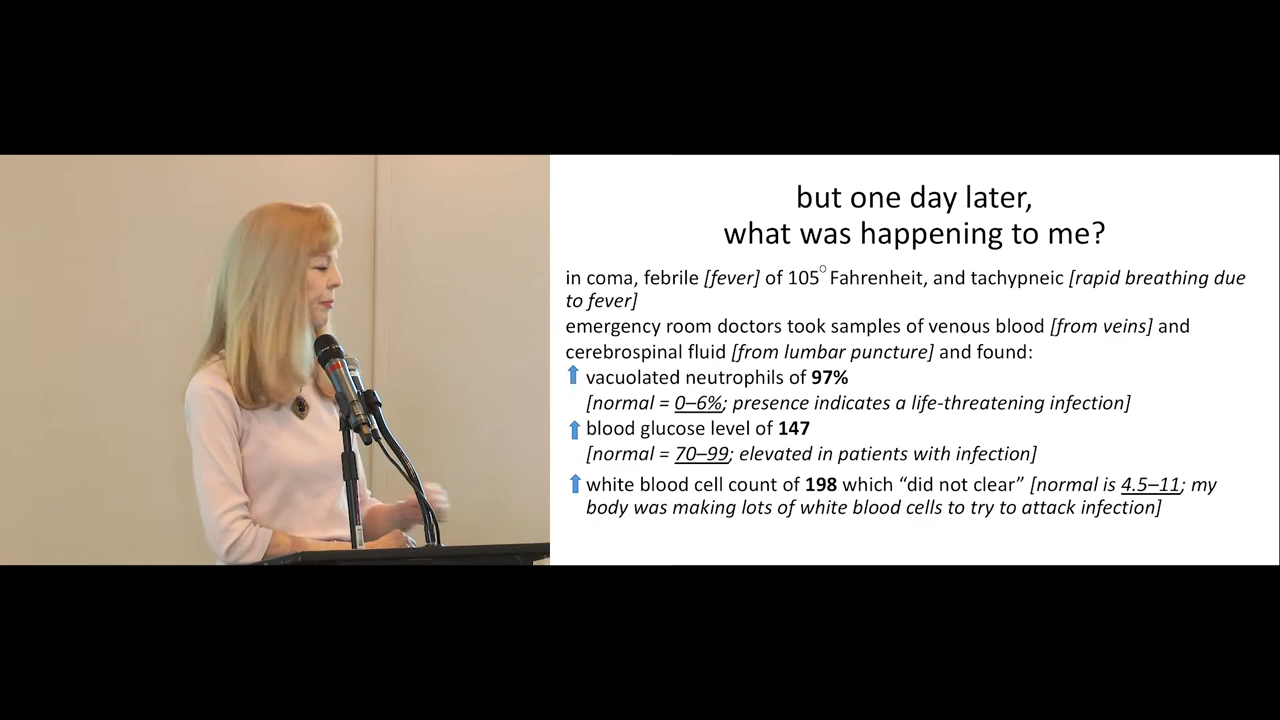 but one day later,
what was happening to me?
in coma, febrile [fever] of 105° Fahrenheit, and tachypneic [rapid breathing due
to fever]
emergency room doctors took samples of venous blood [from veins] and
cerebrospinal fluid [from lumbar puncture] and found:
vacuolated neutrophils of 97%
[normal = 0–6%; presence indicates a life-threatening infection]
blood glucose level of 147
[normal = 70–99; elevated in patients with infection]
white blood cell count of 198 which “did not clear” [normal is 4.5–11; my
body was making lots of white blood cells to try to attack infection]